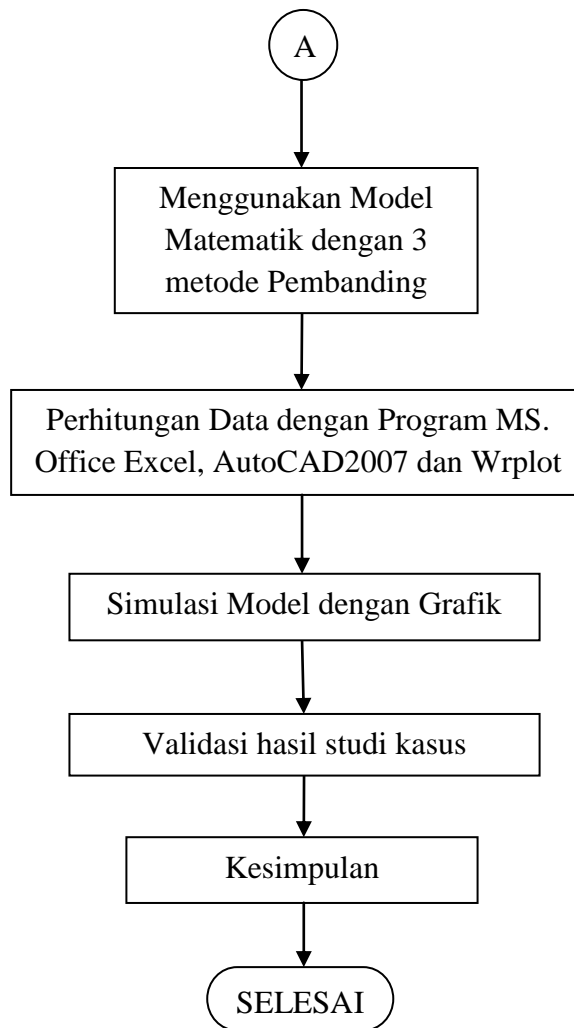 A
Menggunakan Model
Matematik dengan 3
metode Pembanding
Perhitungan Data dengan Program MS.
Office Excel, AutoCAD2007 dan Wrplot
Simulasi Model dengan Grafik
Validasi hasil studi kasus
Kesimpulan
SELESAI